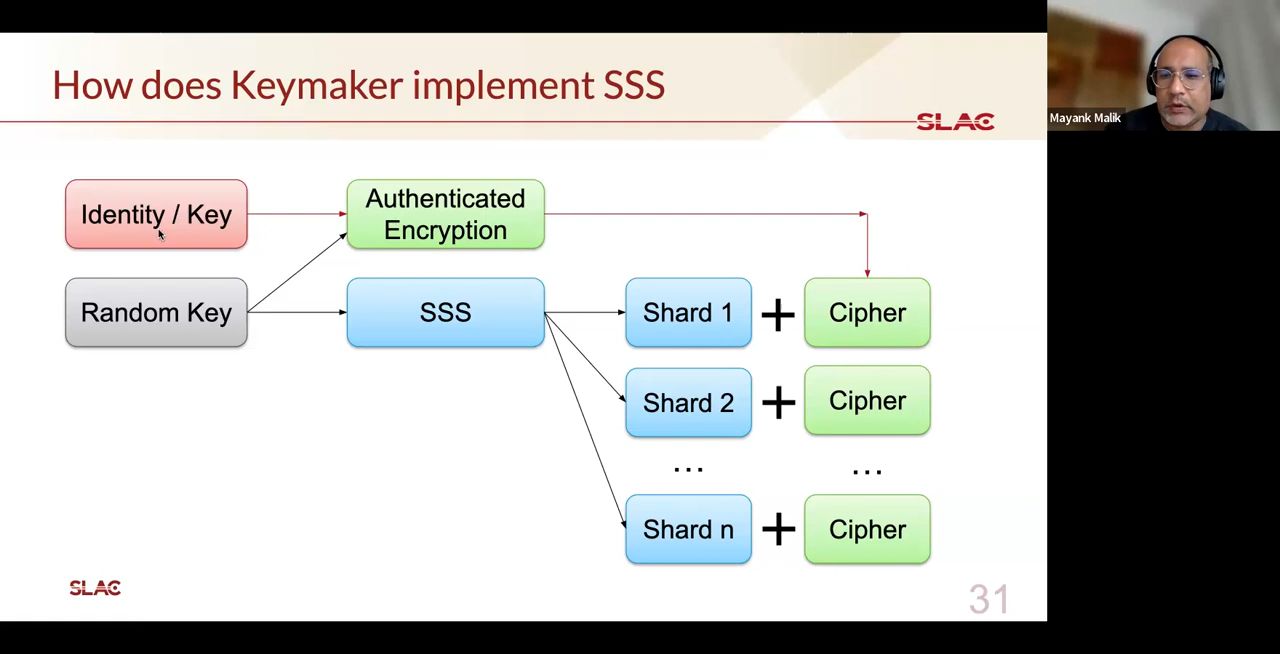 How does Keymaker implement SSS
SLAC
Mayank Malik
Identity / Key
Authenticated
Encryption
Random Key
SSS
Shard 1
+
Cipher
Shard 2
+
Cipher
...
...
Shard n
+
Cipher
SLAC
31